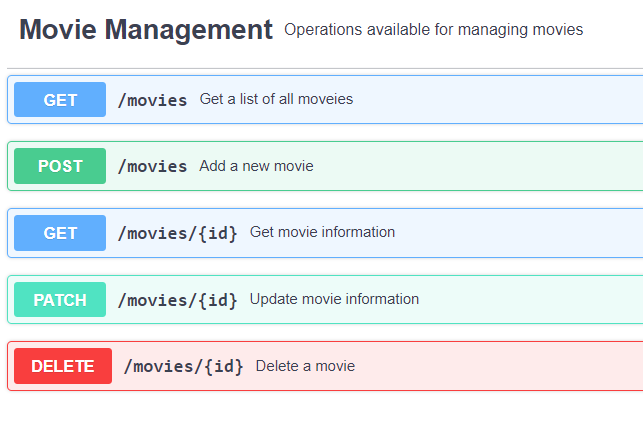 Movie Management Operations available for managing movies
GET /movies Get a list of all moveies
POST /movies Add a new movie
GET /movies/{id} Get movie information
PATCH /movies/{id} Update movie information
DELETE /movies/{id} Delete a movie